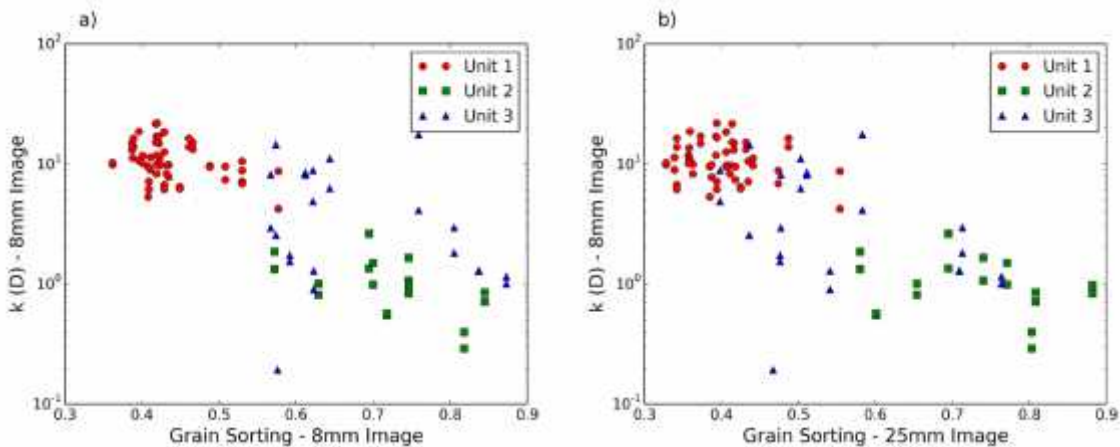 a)
10²
10¹
10⁰
10⁻¹
k (D) - 8mm Image
Unit 1
Unit 2
Unit 3
0.3 0.4 0.5 0.6 0.7 0.8 0.9
Grain Sorting - 8mm Image
b)
10²
10¹
10⁰
10⁻¹
k (D) - 8mm Image
Unit 1
Unit 2
Unit 3
0.3 0.4 0.5 0.6 0.7 0.8 0.9
Grain Sorting - 25mm Image